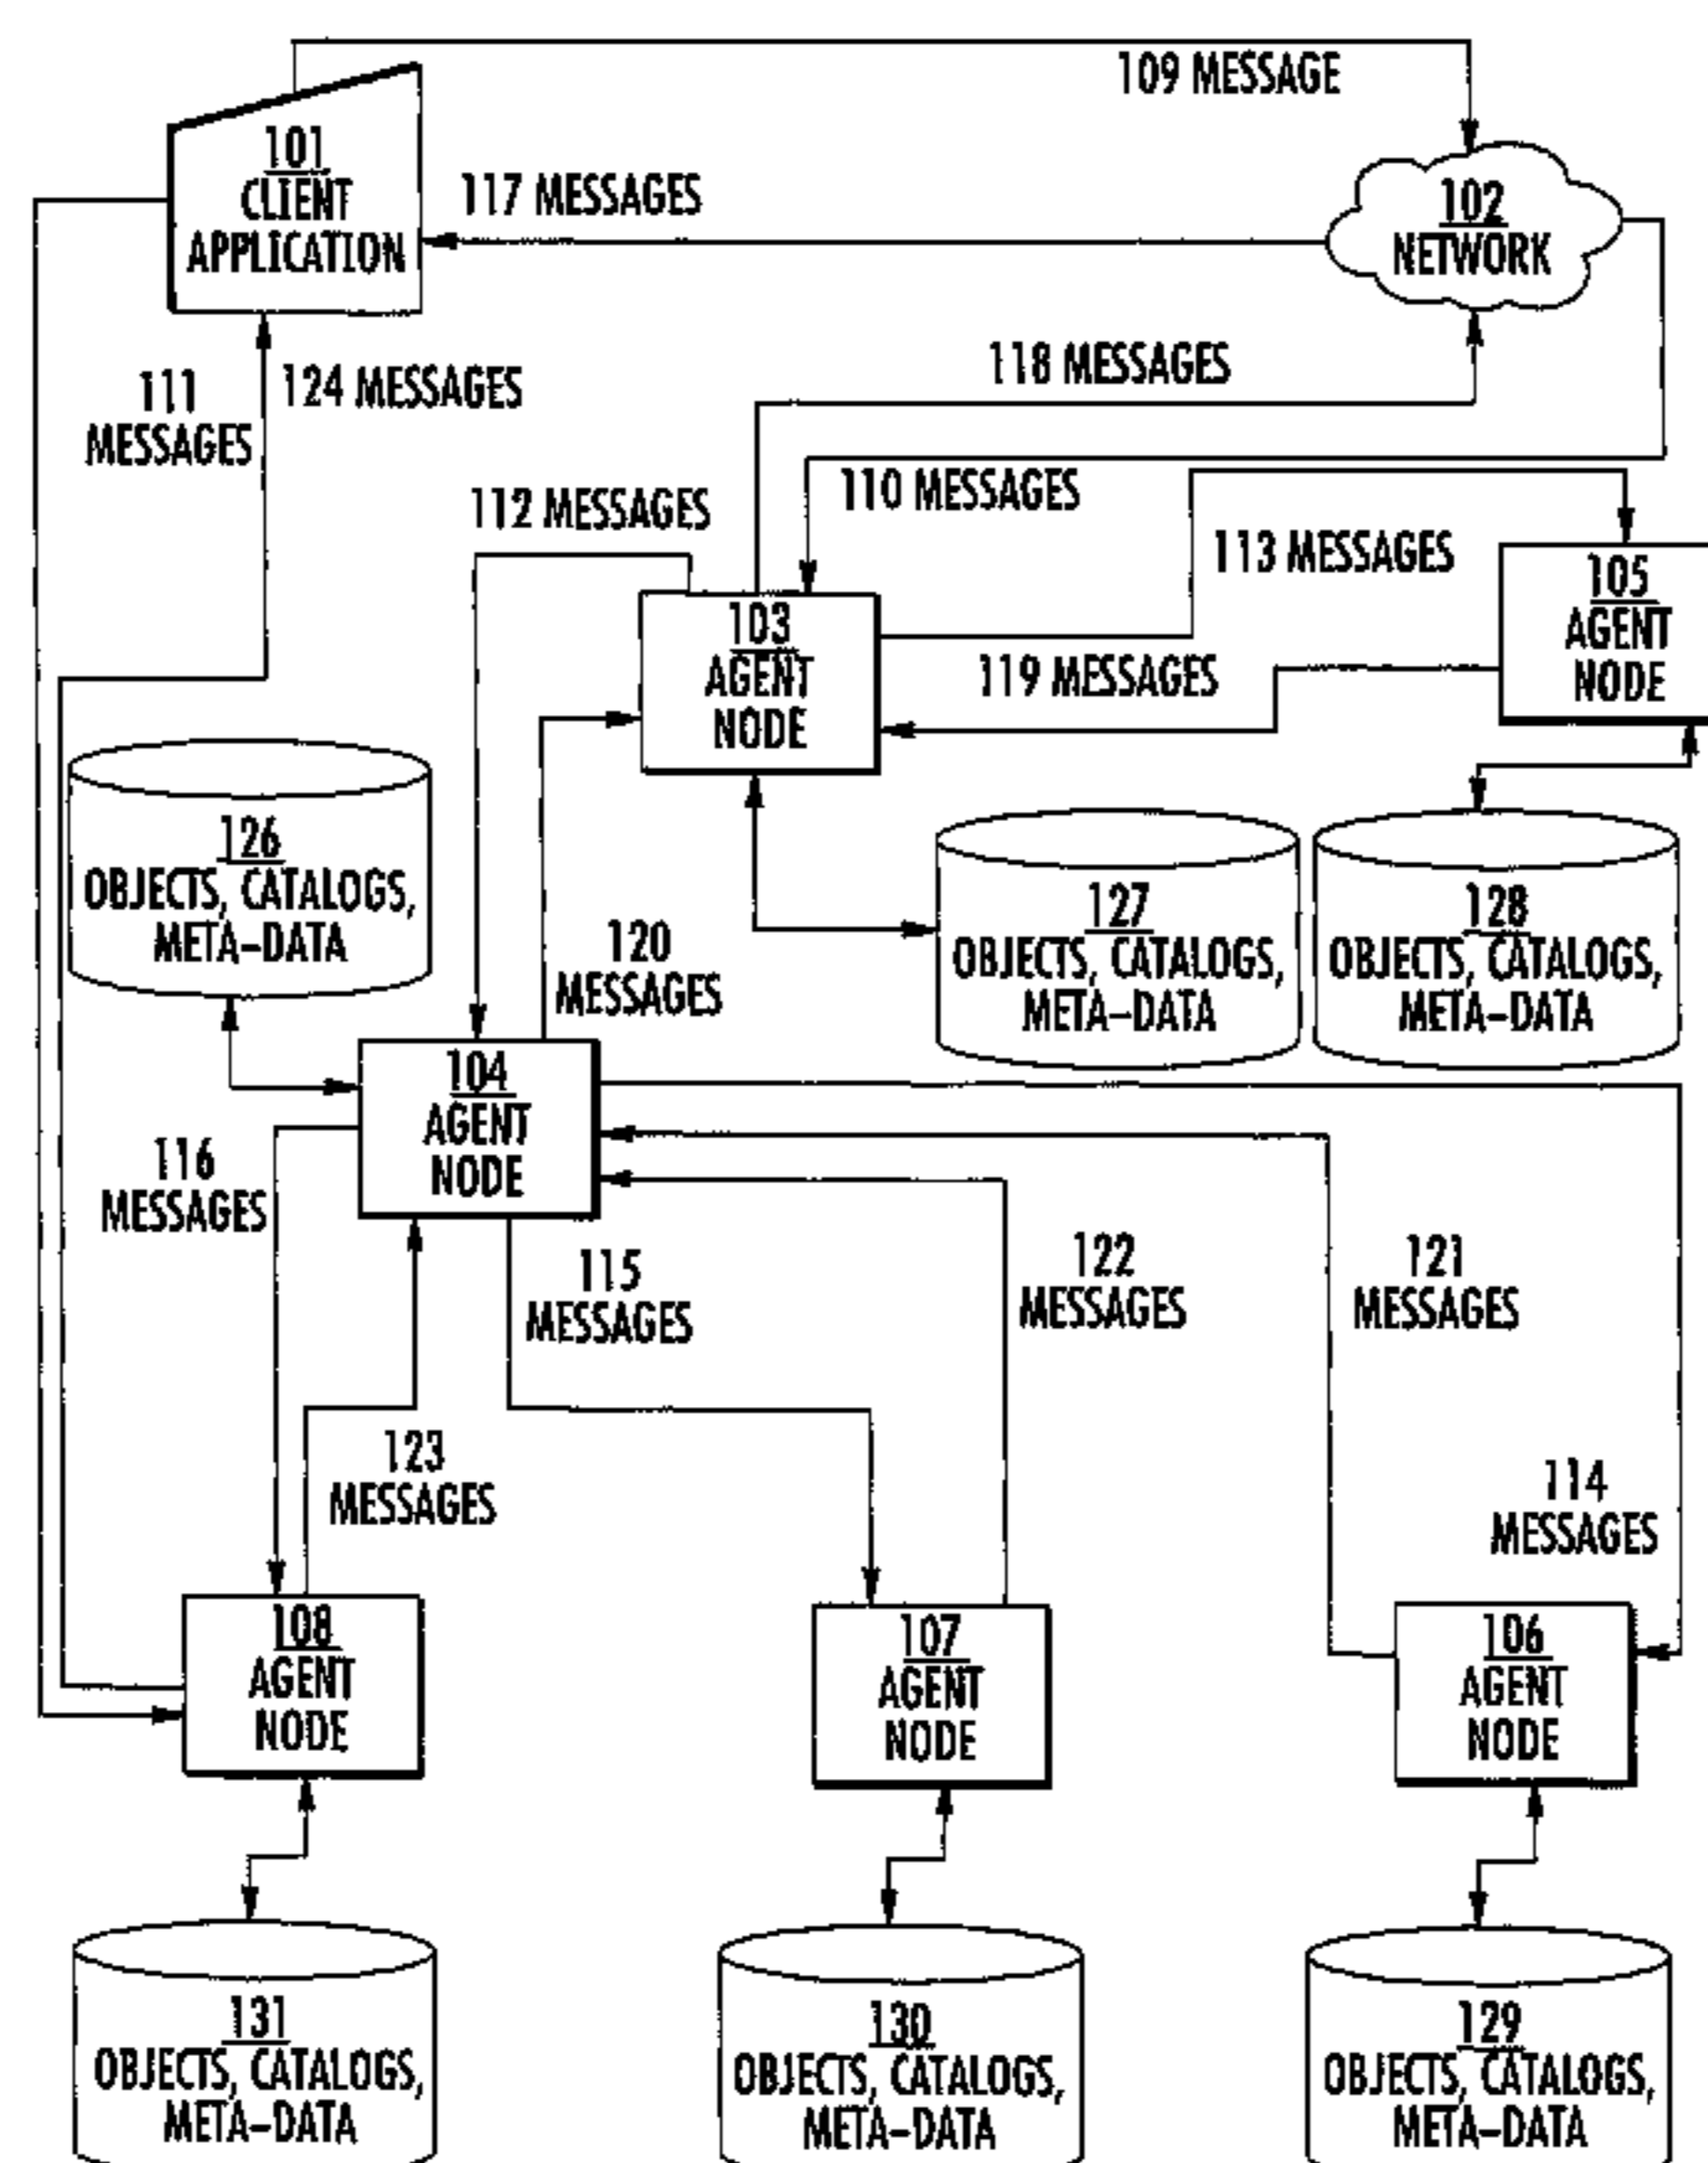 109 MESSAGE
101
CLIENT
APPLICATION
117 MESSAGES
102
NETWORK
118 MESSAGES
111
MESSAGES
124 MESSAGES
112 MESSAGES
110 MESSAGES
113 MESSAGES
105
AGENT
NODE
103
AGENT
NODE
119 MESSAGES
126
OBJECTS, CATALOGS,
META-DATA
120
MESSAGES
127
OBJECTS, CATALOGS,
META-DATA
128
OBJECTS, CATALOGS,
META-DATA
104
AGENT
NODE
116
MESSAGES
115
MESSAGES
122
MESSAGES
121
MESSAGES
123
MESSAGES
114
MESSAGES
108
AGENT
NODE
107
AGENT
NODE
106
AGENT
NODE
131
OBJECTS, CATALOGS,
META-DATA
130
OBJECTS, CATALOGS,
META-DATA
129
OBJECTS, CATALOGS,
META-DATA